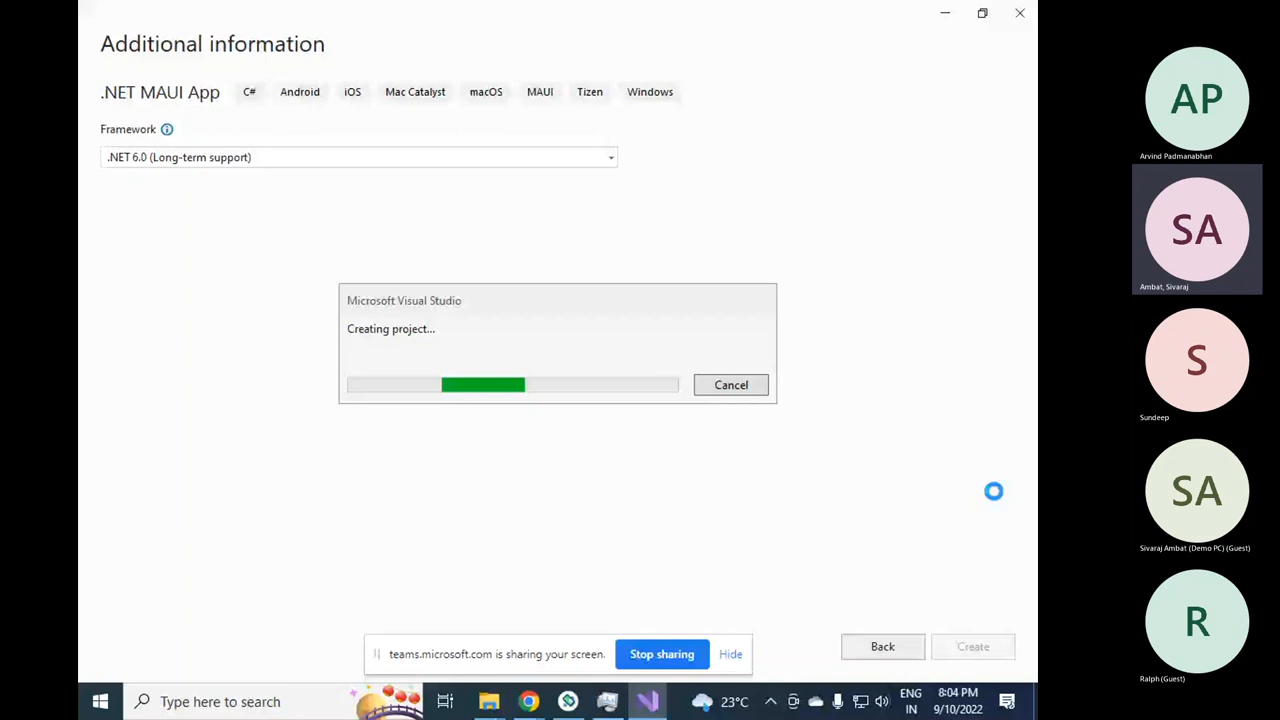 Additional information
.NET MAUI App C# Android iOS Mac Catalyst macOS MAUI Tizen Windows
Framework
.NET 6.0 (Long-term support)
Microsoft Visual Studio
Creating project...
Cancel
Back Create
teams.microsoft.com is sharing your screen. Stop sharing Hide
Type here to search
23°C
ENG
IN
8:04 PM
9/10/2022
AP
Arvind Padmanabhan
SA
Ambat, Sivaraj
S
Sundeep
SA
Sivaraj Ambat (Demo PC) (Guest)
R
Ralph (Guest)